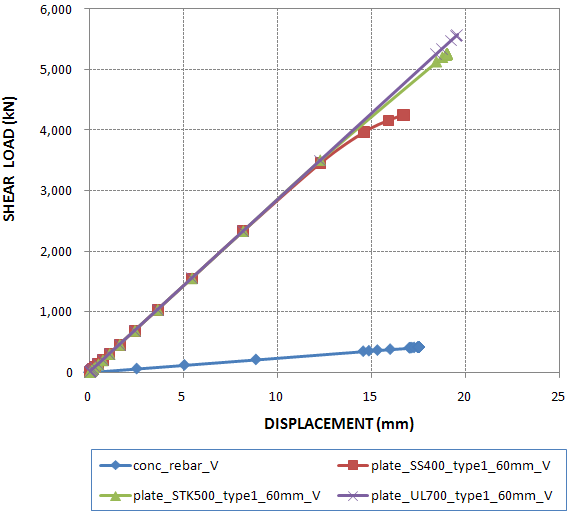 6,000
5,000
4,000
3,000
2,000
1,000
0
SHEAR LOAD (kN)
0 5 10 15 20 25
DISPLACEMENT (mm)
conc_rebar_V plate_SS400_type1_60mm_V
plate_STK500_type1_60mm_V plate_UL700_type1_60mm_V